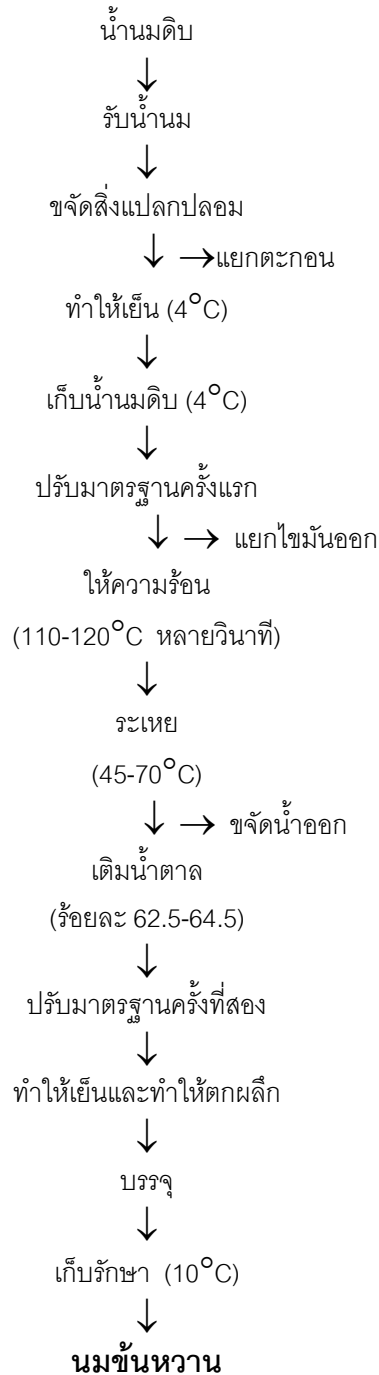 น้ำนมดิบ
↓
รับน้ำนม
↓
ขจัดสิ่งแปลกปลอม
↓ →แยกตะกอน
ทำให้เย็น (4°C)
↓
เก็บน้ำนมดิบ (4°C)
↓
ปรับมาตรฐานครั้งแรก
↓ → แยกไขมันออก
ให้ความร้อน
(110-120°C หลายวินาที)
↓
ระเหย
(45-70°C)
↓ → ขจัดน้ำออก
เติมน้ำตาล
(ร้อยละ 62.5-64.5)
↓
ปรับมาตรฐานครั้งที่สอง
↓
ทำให้เย็นและทำให้ตกผลึก
↓
บรรจุ
↓
เก็บรักษา (10°C)
↓
นมข้นหวาน